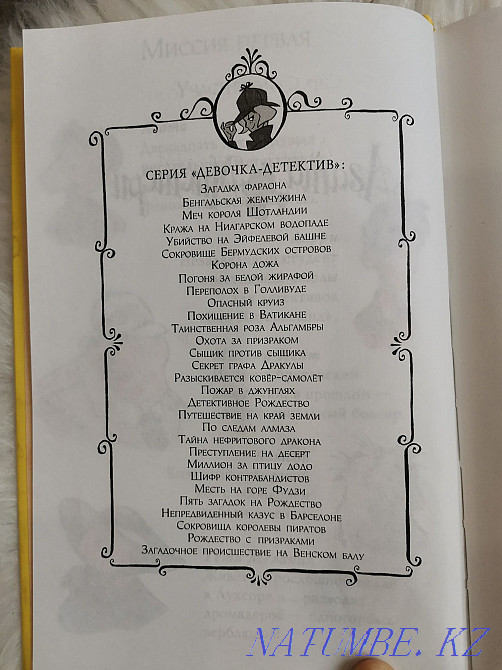 Миссия первая
СЕРИЯ «ДЕВОЧКА-ДЕТЕКТИВ»:
Загадка фараона
Бенгальская жемчужина
Меч короля Шотландии
Кража на Ниагарском водопаде
Убийство на Эйфелевой башне
Сокровище Бермудских островов
Корона дожа
Погоня за белой жирафой
Переполох в Голливуде
Опасный круиз
Похищение в Ватикане
Таинственная роза Альгамбры
Охота за призраком
Сыщик против сыщика
Секрет графа Дракулы
Разыскивается ковёр-самолёт
Пожар в джунглях
Детективное Рождество
Путешествие на край земли
По следам алмаза
Тайна нефритового дракона
Преступление на десерт
Миллион за птицу додо
Шифр контрабандистов
Месть на горе Фудзи
Пять загадок на Рождество
Непредвиденный казус в Барселоне
Сокровища королевы пиратов
Рождество с призраками
Загадочное происшествие на Венском балу
NATUMBE.KZ